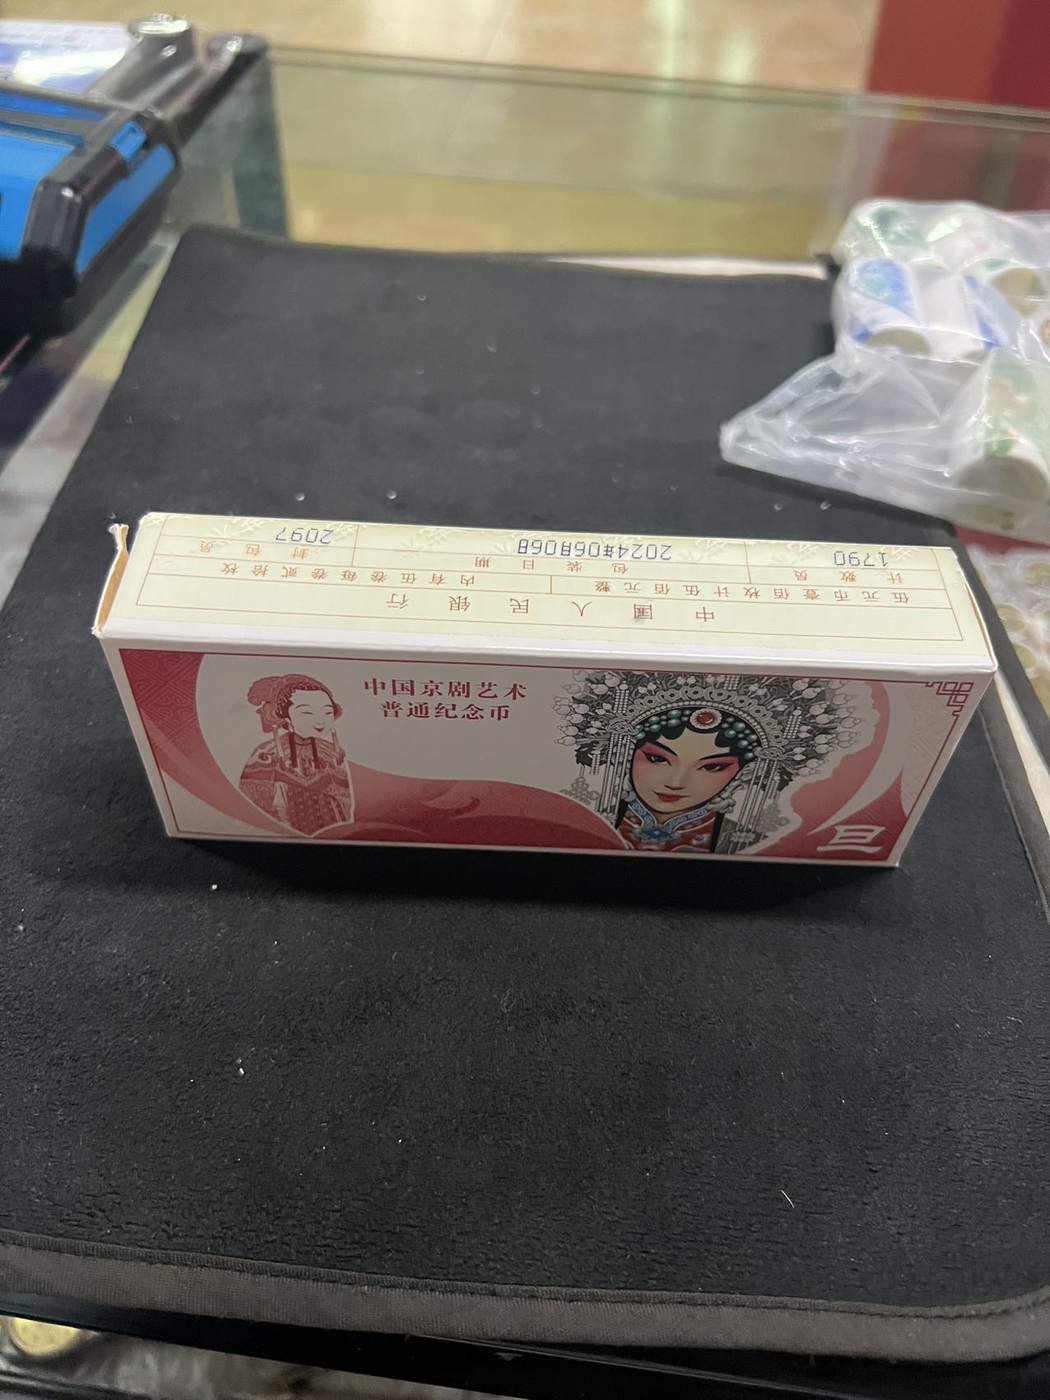 中国人民银行
伍元币壹佰枚计伍佰元整
内有伍卷每卷贰拾枚
计数员
包装日期
封包员
1790
2024年06月06日
2097
中国京剧艺术
普通纪念币
旦